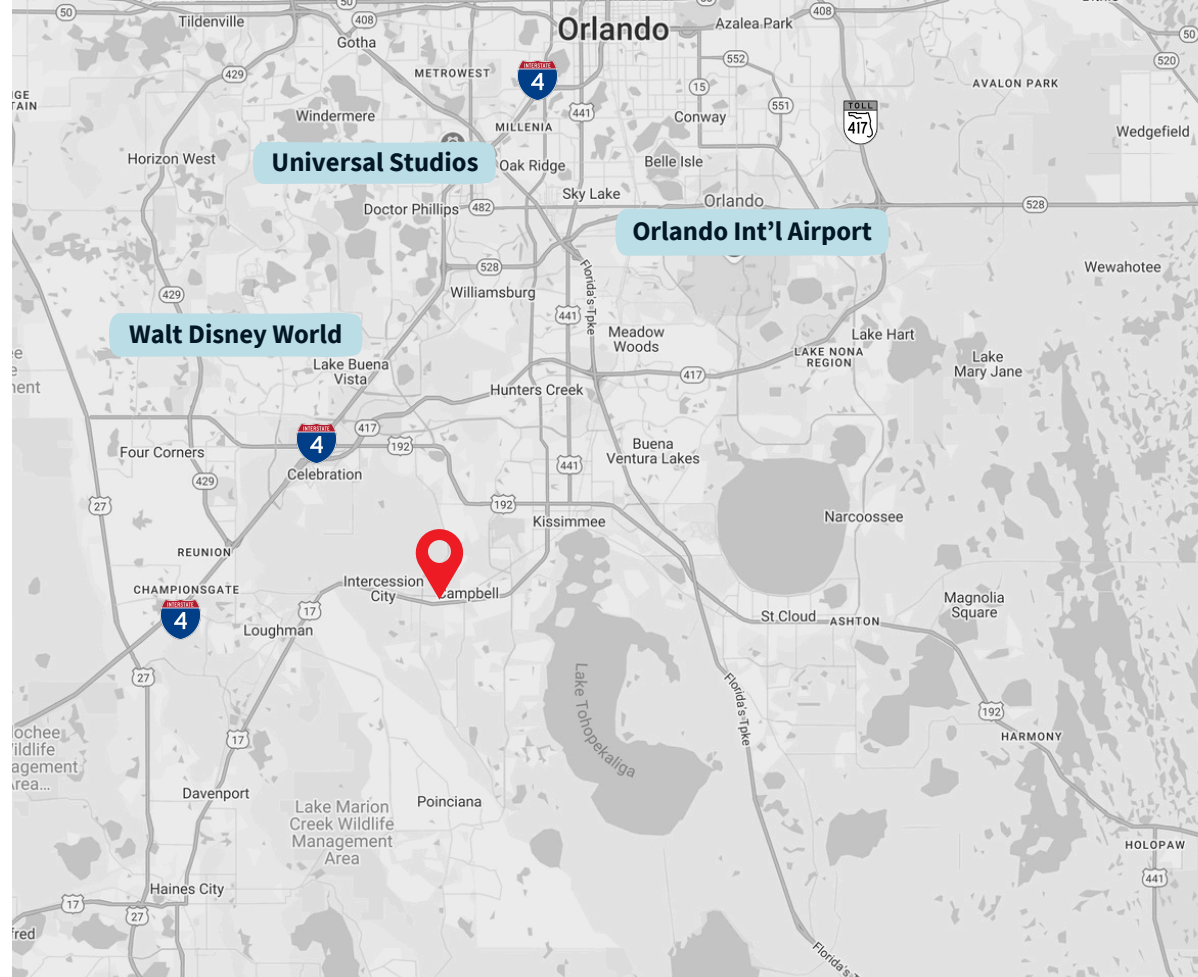 50
Tildenville
50
408
Gotha
Orlando
Azalea Park
408
50
429
METROWEST
INTERSTATE
4
552
15
441
551
TOLL
417
AVALON PARK
520
Windermere
MILLENIA
Conway
Wedgefield
Horizon West
Universal Studios
Oak Ridge
Belle Isle
Sky Lake
Doctor Phillips
482
Orlando
528
Orlando Int’l Airport
528
Williamsburg
Florida's Tpke
Wewahotee
429
441
Meadow
Woods
Walt Disney World
Lake Buena
Vista
Lake Hart
LAKE NONA
REGION
Lake
Mary Jane
417
Hunters Creek
417
INTERSTATE
4
192
Four Corners
Celebration
429
441
Buena
Ventura Lakes
27
192
Kissimmee
Narcoossee
REUNION
CHAMPIONSGATE
INTERSTATE
4
Intercession
City
Campbell
17
Loughman
St Cloud
ASHTON
Magnolia
Square
27
Lake Tohopekaliga
Florida's Tpke
192
HARMONY
17
Davenport
Poinciana
Lake Marion
Creek Wildlife
Management
Area
HOLOPAW
441
Haines City
17
27
Florida's